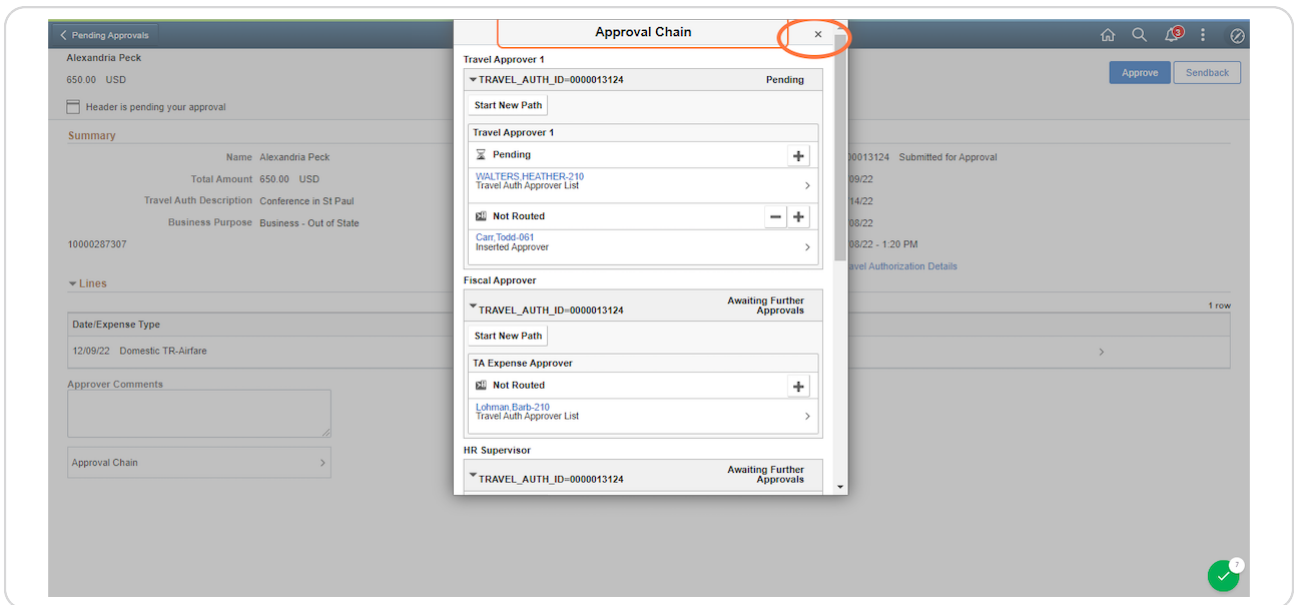 Pending Approvals
3
Alexandria Peck
650.00 USD
Header is pending your approval
Approve
Sendback
Summary
Name Alexandria Peck
Total Amount 650.00 USD
Travel Auth Description Conference in St Paul
Business Purpose Business - Out of State
10000287307
00013124 Submitted for Approval
09/22
14/22
08/22
08/22 - 1:20 PM
avel Authorization Details
Lines
1 row
Date/Expense Type
12/09/22 Domestic TR-Airfare
Approver Comments
Approval Chain
Approval Chain
×
Travel Approver 1
TRAVEL_AUTH_ID=0000013124 Pending
Start New Path
Travel Approver 1
Pending
WALTERS,HEATHER-210
Travel Auth Approver List
Not Routed
Carr,Todd-061
Inserted Approver
Fiscal Approver
Awaiting Further
TRAVEL_AUTH_ID=0000013124 Approvals
Start New Path
TA Expense Approver
Not Routed
Lohman,Barb-210
Travel Auth Approver List
HR Supervisor
Awaiting Further
TRAVEL_AUTH_ID=0000013124 Approvals
7